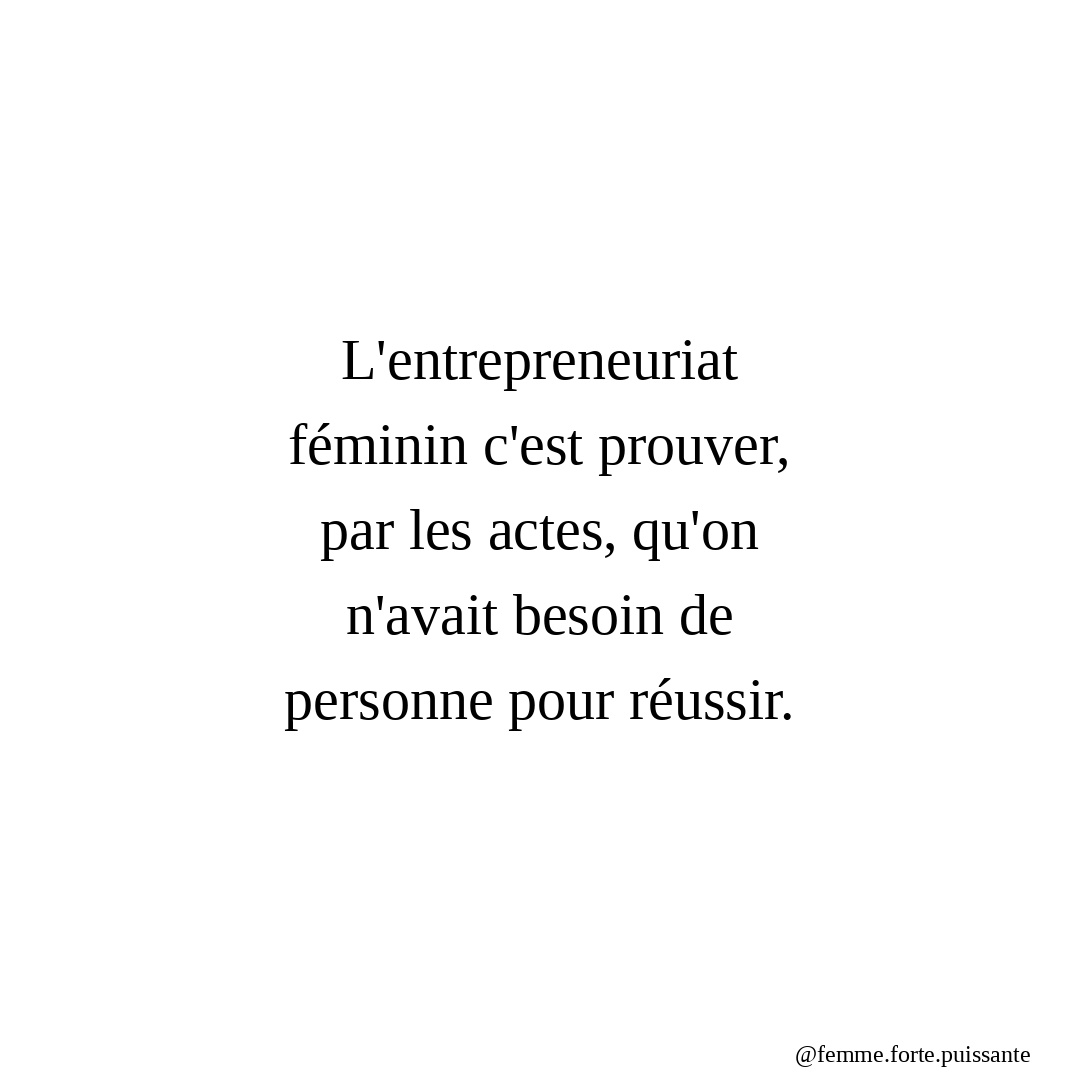 L'entrepreneuriat
féminin c'est prouver,
par les actes, qu'on
n'avait besoin de
personne pour réussir.
@femme.forte.puissante